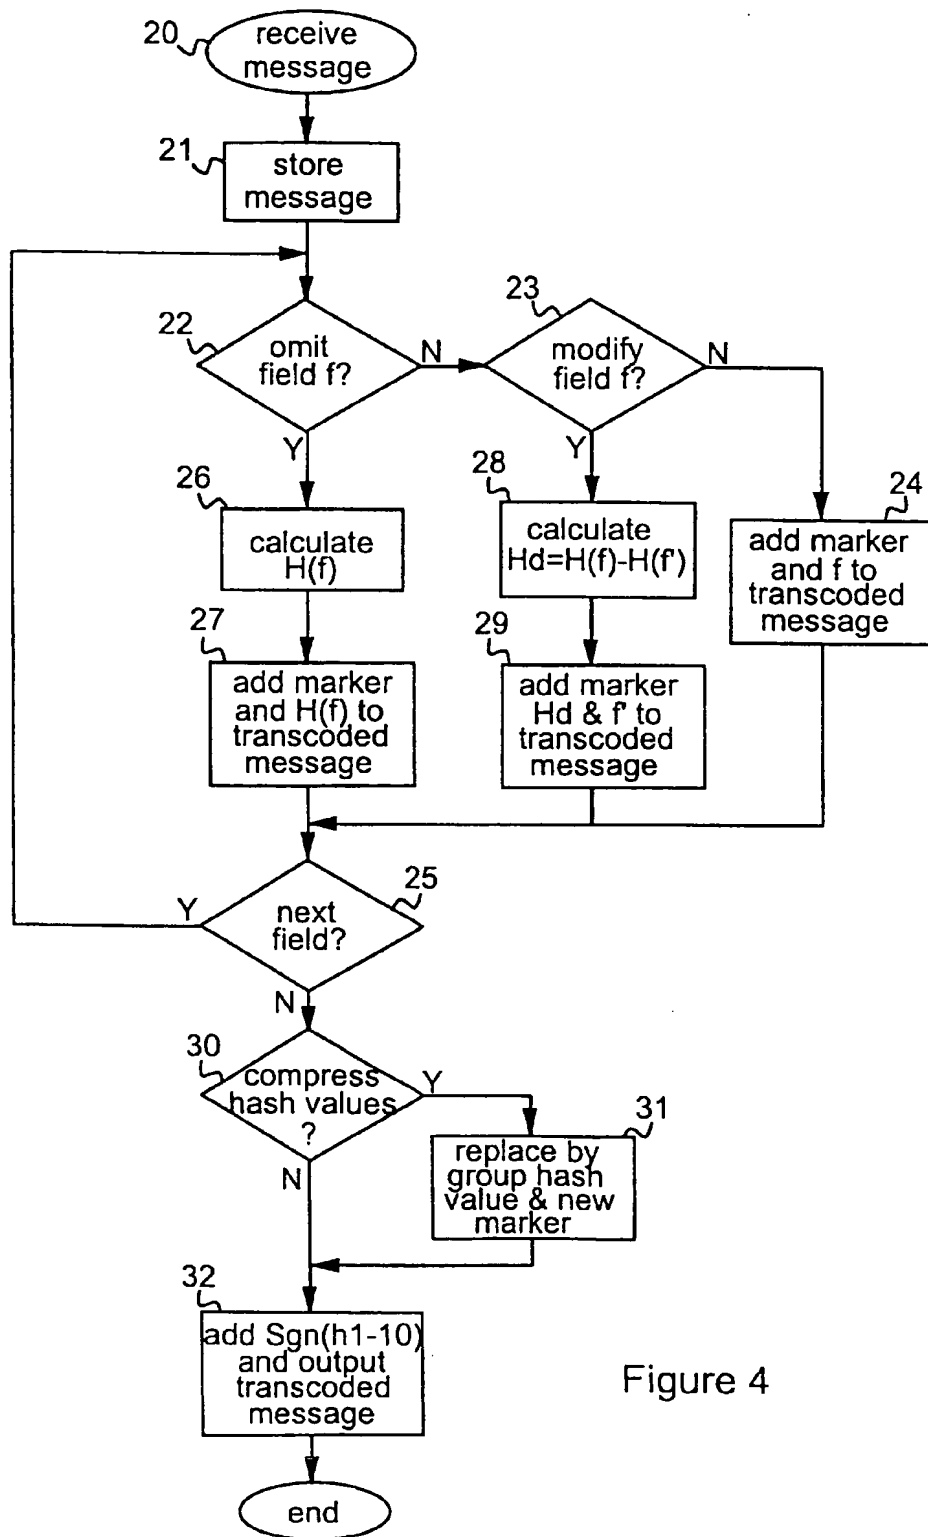 20
receive
message
21
store
message
22
omit
field f?
N
Y
23
modify
field f?
N
Y
26
calculate
H(f)
28
calculate
Hd=H(f)-H(f')
24
add marker
and f to
transcoded
message
27
add marker
and H(f) to
transcoded
message
29
add marker
Hd & f' to
transcoded
message
25
next
field?
Y
N
30
compress
hash values
?
Y
N
31
replace by
group hash
value & new
marker
32
add Sgn(h1-10)
and output
transcoded
message
Figure 4
end